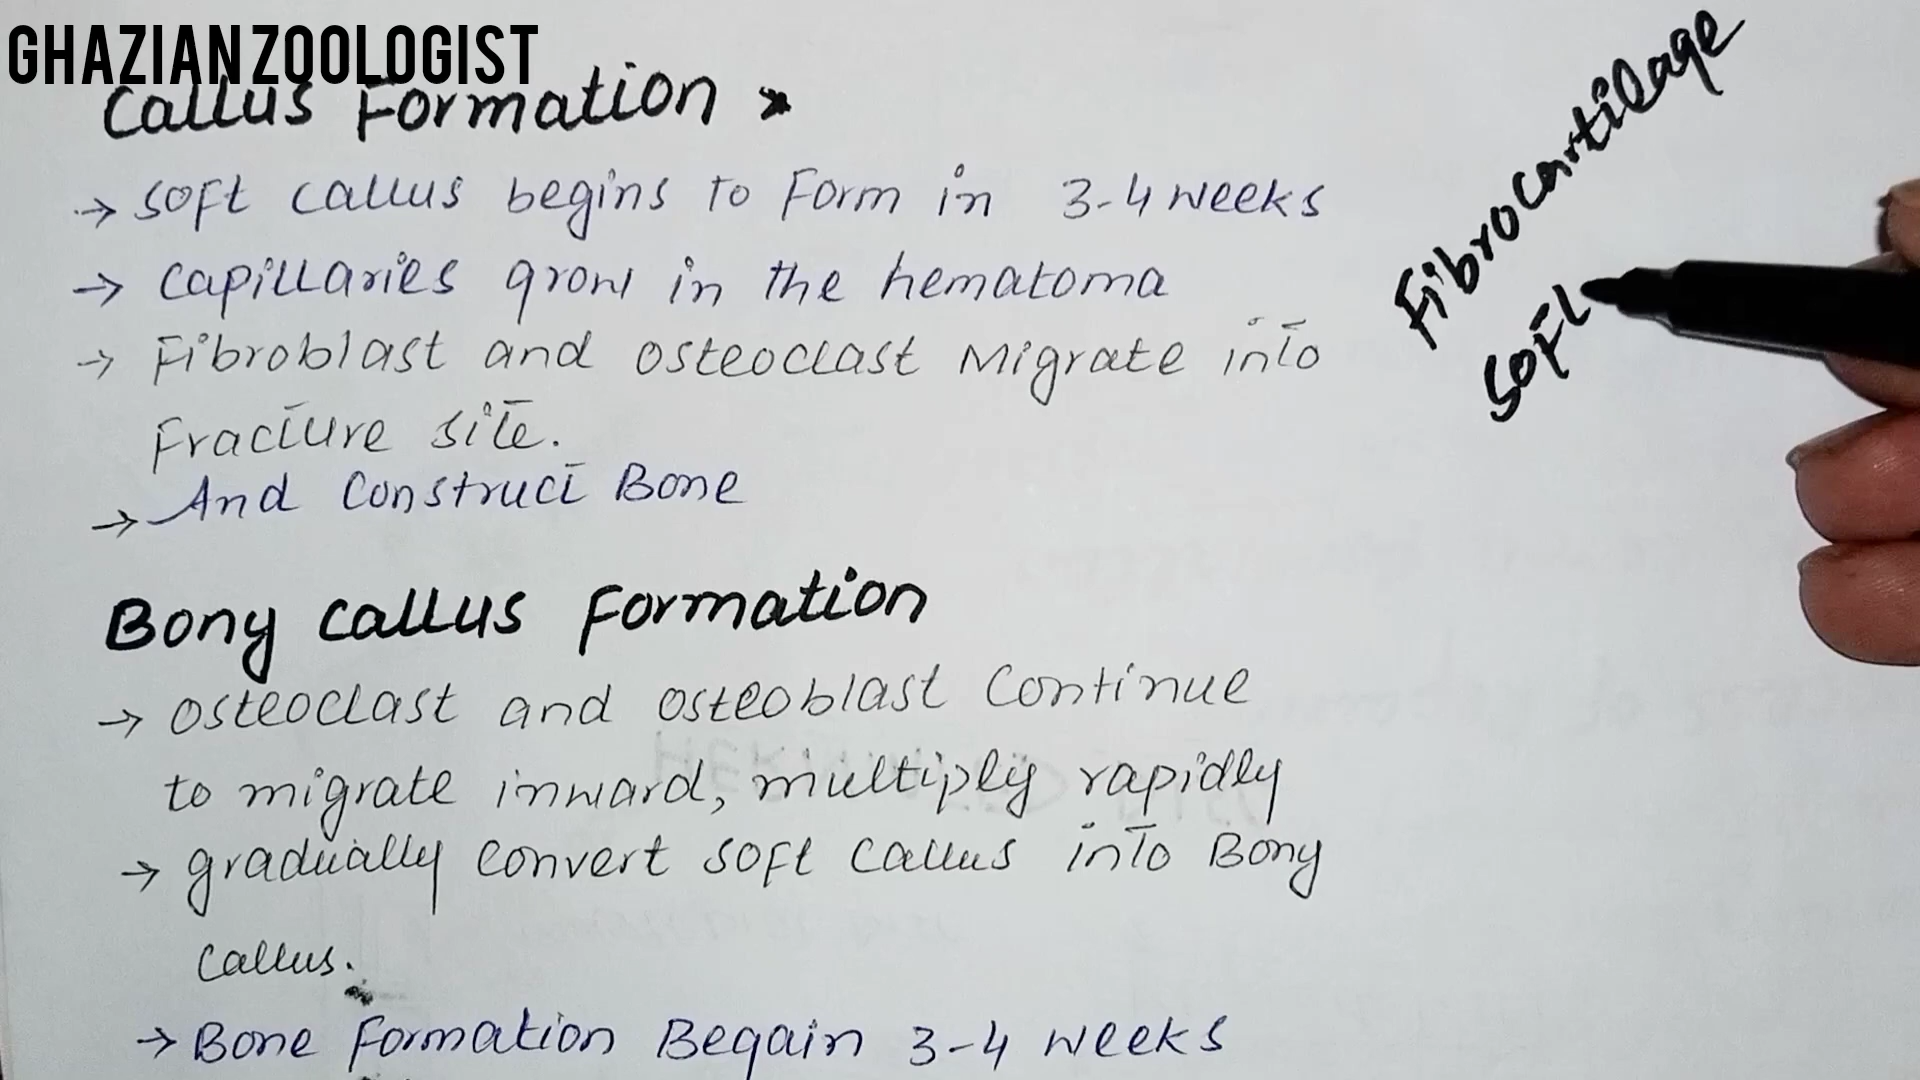 GHAZIAN ZOOLOGIST
Callus Formation
→ Soft callus begins to Form in 3-4 weeks
→ Capillaries grow in the hematoma
→ Fibroblast and osteoclast Migrate into
Fracture site.
→ And Construct Bone
Bony Callus Formation
→ Osteoclast and osteoblast Continue
to migrate inward, multiply rapidly
→ gradually convert soft callus into Bony
Callus.
→ Bone Formation Begain 3-4 weeks
Fibrocartilage
Soft